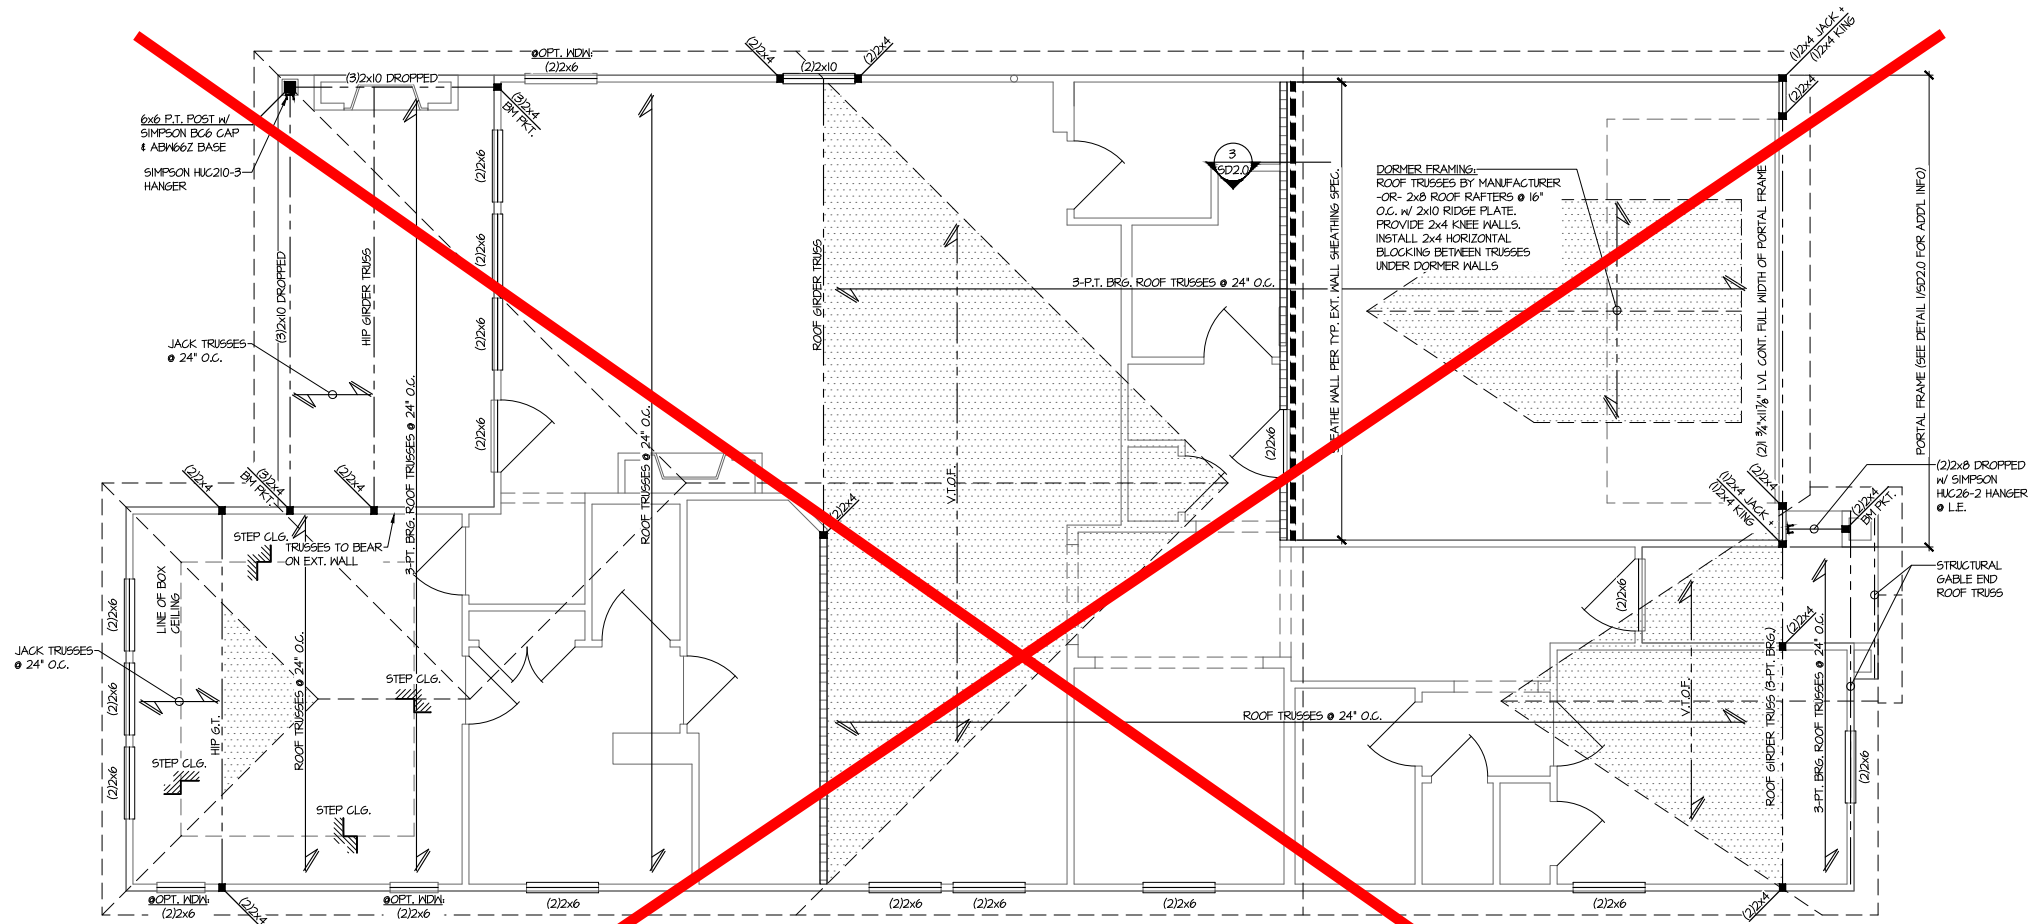 @OPT. WDW:
(2)2x6
(2)2x4
(2)2x10
(2)2x4
(1)2x4 JACK +
(1)2x4 KING
(2)2x4
(3)2x10 DROPPED
(3)2x4
BM PKT.
6x6 P.T. POST W/
SIMPSON BC6 CAP
& ABW66Z BASE
SIMPSON HUC210-3
HANGER
(2)2x6
(2)2x6
(2)2x6
(2)2x6
3
SD2.0
DORMER FRAMING:
ROOF TRUSSES BY MANUFACTURER
-OR- 2x8 ROOF RAFTERS @ 16"
O.C. W/ 2x10 RIDGE PLATE.
PROVIDE 2x4 KNEE WALLS.
INSTALL 2x4 HORIZONTAL
BLOCKING BETWEEN TRUSSES
UNDER DORMER WALLS
(3)2x10 DROPPED
HIP GIRDER TRUSS
ROOF GIRDER TRUSS
3-P.T. BRG. ROOF TRUSSES @ 24" O.C.
SHEATHE WALL PER TYP. EXT. WALL SHEATHING SPEC.
(2)1 3/4"x11 7/8" LVL CONT. FULL WIDTH OF PORTAL FRAME
PORTAL FRAME (SEE DETAIL 1/SD2.0 FOR ADD'L INFO)
JACK TRUSSES
@ 24" O.C.
3-PT. BRG. ROOF TRUSSES @ 24" O.C.
ROOF TRUSSES @ 24" O.C.
V.T.O.F.
(2)2x6
(2)2x4
(3)2x4
BM PKT.
(2)2x4
(2)2x4
(2)2x4
(1)2x4 JACK +
(1)2x4 KING
(2)2x4
BM PKT.
(2)2x8 DROPPED
W/ SIMPSON
HUC26-2 HANGER
@ L.E.
STEP CLG.
TRUSSES TO BEAR
ON EXT. WALL
LINE OF BOX
CEILING
(2)2x6
(2)2x6
(2)2x6
JACK TRUSSES
@ 24" O.C.
HIP G.T.
ROOF TRUSSES @ 24" O.C.
STEP CLG.
STEP CLG.
STEP CLG.
(2)2x6
STRUCTURAL
GABLE END
ROOF TRUSS
(2)2x4
ROOF TRUSSES @ 24" O.C.
V.T.O.F.
ROOF GIRDER TRUSS (3-PT. BRG.)
3-PT. BRG. ROOF TRUSSES @ 24" O.C.
(2)2x6
@OPT. WDW:
(2)2x6
(2)2x4
@OPT. WDW:
(2)2x6
(2)2x6
(2)2x6
(2)2x6
(2)2x6
(2)2x6
(2)2x4